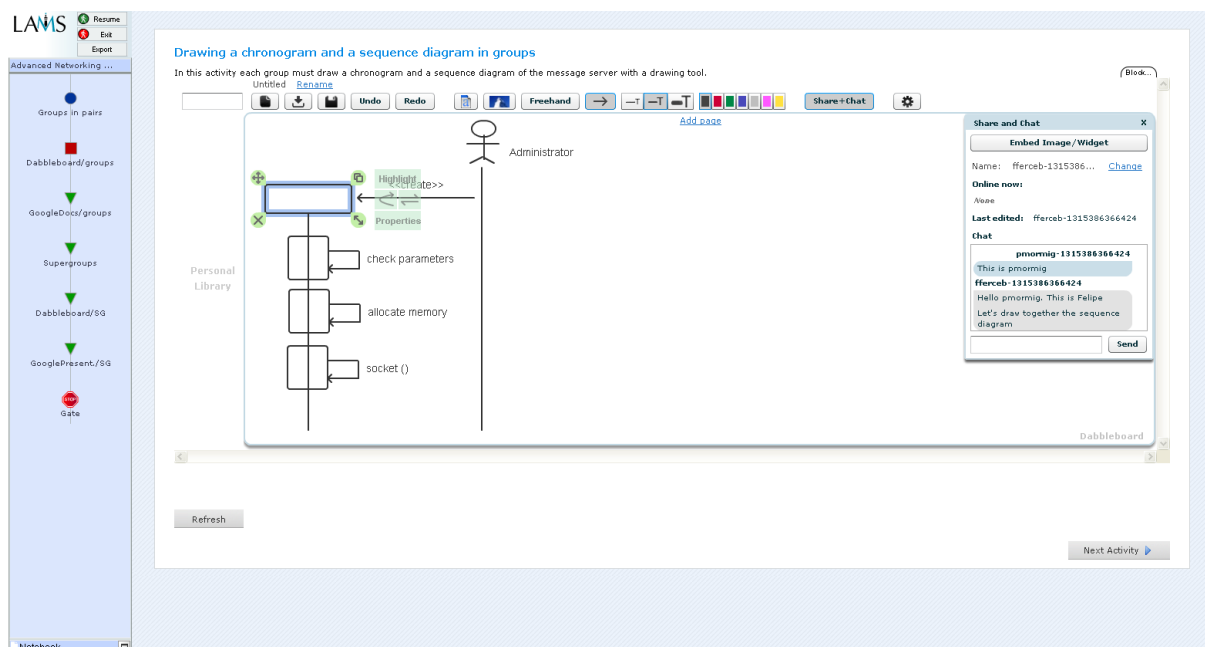 LAMS
Resume
Exit
Export
Advanced Networking ...
Groups in pairs
Dabbleboard/groups
GoogleDocs/groups
Supergroups
Dabbleboard/SG
GooglePresent./SG
STOP
Gate
Notebook
Drawing a chronogram and a sequence diagram in groups
In this activity each group must draw a chronogram and a sequence diagram of the message server with a drawing tool.
Block...
Untitled Rename
Undo Redo Freehand T T T Share+Chat
Add page
Personal
Library
Administrator
Highlight
<<create>>
Properties
check parameters
allocate memory
socket ()
Share and Chat x
Embed Image/Widget
Name: fferceb-1315386... Change
Online now:
None
Last edited: fferceb-1315386366424
Chat
pmormig-1315386366424
This is pmormig
fferceb-1315386366424
Hello pmormig. This is Felipe
Let's draw together the sequence
diagram
Send
Dabbleboard
Refresh
Next Activity